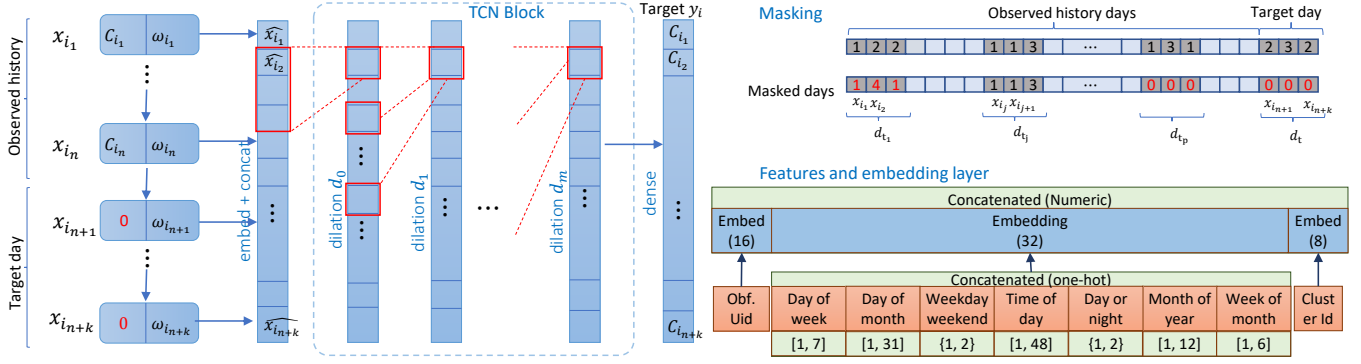 TCN Block
Target y_i
Observed history
Target day
x_{i_1}
C_{i_1} ω_{i_1}
x_{i_n}
C_{i_n} ω_{i_n}
x_{i_{n+1}}
0 ω_{i_{n+1}}
x_{i_{n+k}}
0 ω_{i_{n+k}}
embed + concat
\widehat{x_{i_1}}
\widehat{x_{i_2}}
\widehat{x_{i_{n+k}}}
dilation d_0
dilation d_1
...
dilation d_m
dense
C_{i_1}
C_{i_2}
C_{i_{n+k}}
Masking
Observed history days
Target day
1 2 2 1 1 3 ... 1 3 1 2 3 2
Masked days
1 4 1 1 1 3 ... 0 0 0 0 0 0
x_{i_1} x_{i_2} x_{i_j} x_{i_{j+1}} x_{i_{n+1}} x_{i_{n+k}}
d_{t_1} d_{t_j} d_{t_p} d_t
Features and embedding layer
Concatenated (Numeric)
Embed (16)
Embedding (32)
Embed (8)
Concatenated (one-hot)
Obf. Uid
Day of week
Day of month
Weekday weekend
Time of day
Day or night
Month of year
Week of month
Clust er Id
[1, 7] [1, 31] {1, 2} [1, 48] {1, 2} [1, 12] [1, 6]